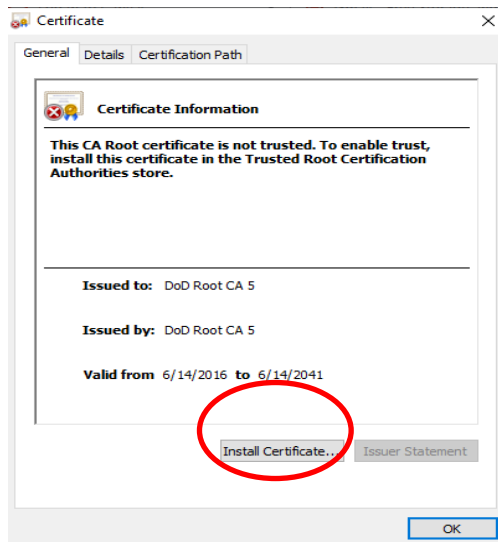 Certificate
General Details Certification Path
Certificate Information
This CA Root certificate is not trusted. To enable trust,
install this certificate in the Trusted Root Certification
Authorities store.
Issued to: DoD Root CA 5
Issued by: DoD Root CA 5
Valid from 6/14/2016 to 6/14/2041
Install Certificate... Issuer Statement
OK